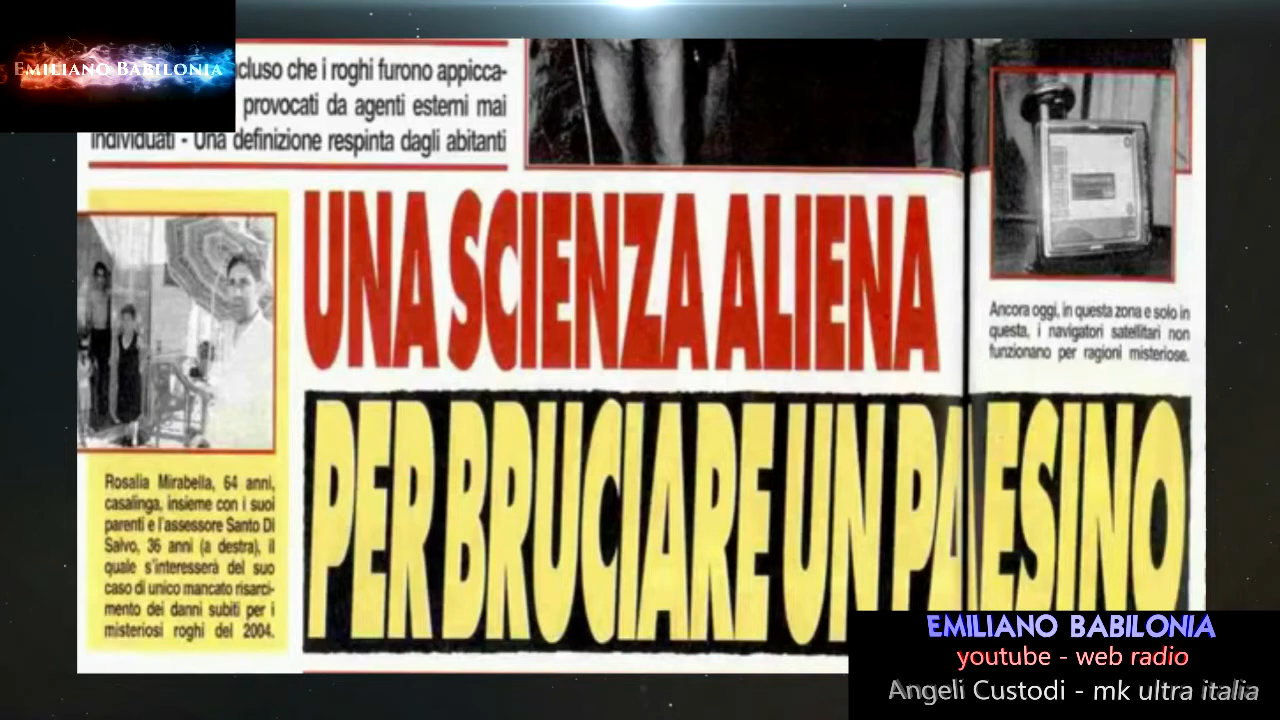 EMILIANO BABILONIA
cluso che i roghi furono appicca-
provocati da agenti esterni mai
individuati - Una definizione respinta dagli abitanti
UNA SCIENZA ALIENA
PER BRUCIARE UN PAESINO
Ancora oggi, in questa zona e solo in
questa, i navigatori satellitari non
funzionano per ragioni misteriose.
Rosalia Mirabella, 64 anni,
casalinga, insieme con i suoi
parenti e l'assessore Santo Di
Salvo, 36 anni (a destra), il
quale s'interesserà del suo
caso di unico mancato risarci-
mento dei danni subiti per i
misteriosi roghi del 2004.
EMILIANO BABILONIA
youtube - web radio
Angeli Custodi - mk ultra italia